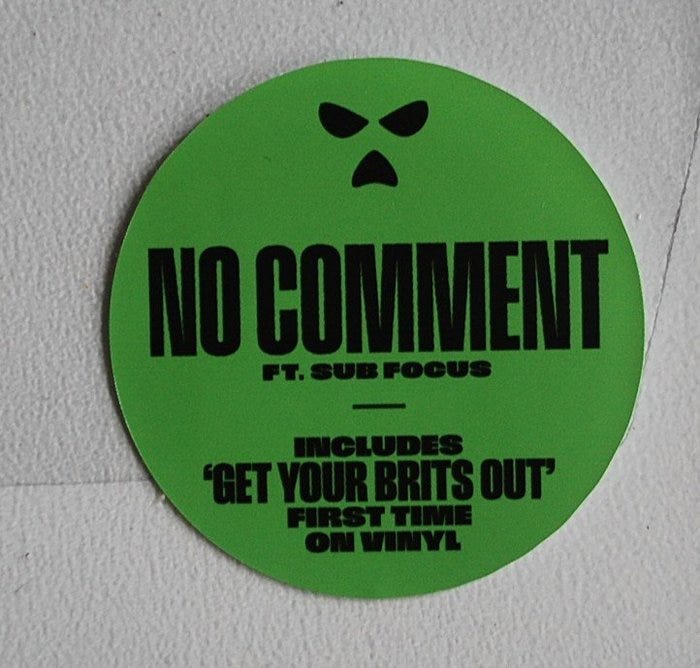 NO COMMENT
FT. SUB FOCUS
INCLUDES
'GET YOUR BRITS OUT'
FIRST TIME
ON VINYL